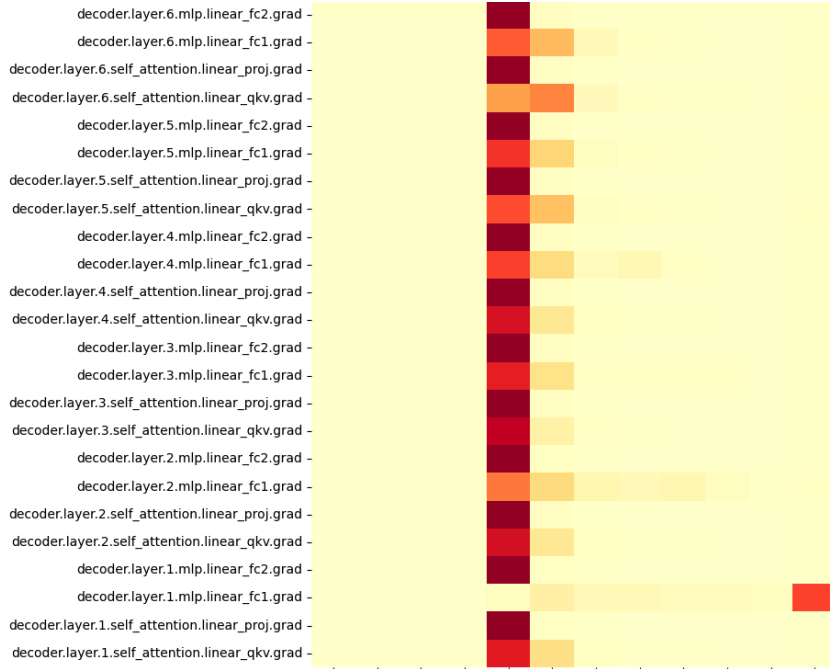 decoder.layer.6.mlp.linear_fc2.grad
decoder.layer.6.mlp.linear_fc1.grad
decoder.layer.6.self_attention.linear_proj.grad
decoder.layer.6.self_attention.linear_qkv.grad
decoder.layer.5.mlp.linear_fc2.grad
decoder.layer.5.mlp.linear_fc1.grad
decoder.layer.5.self_attention.linear_proj.grad
decoder.layer.5.self_attention.linear_qkv.grad
decoder.layer.4.mlp.linear_fc2.grad
decoder.layer.4.mlp.linear_fc1.grad
decoder.layer.4.self_attention.linear_proj.grad
decoder.layer.4.self_attention.linear_qkv.grad
decoder.layer.3.mlp.linear_fc2.grad
decoder.layer.3.mlp.linear_fc1.grad
decoder.layer.3.self_attention.linear_proj.grad
decoder.layer.3.self_attention.linear_qkv.grad
decoder.layer.2.mlp.linear_fc2.grad
decoder.layer.2.mlp.linear_fc1.grad
decoder.layer.2.self_attention.linear_proj.grad
decoder.layer.2.self_attention.linear_qkv.grad
decoder.layer.1.mlp.linear_fc2.grad
decoder.layer.1.mlp.linear_fc1.grad
decoder.layer.1.self_attention.linear_proj.grad
decoder.layer.1.self_attention.linear_qkv.grad